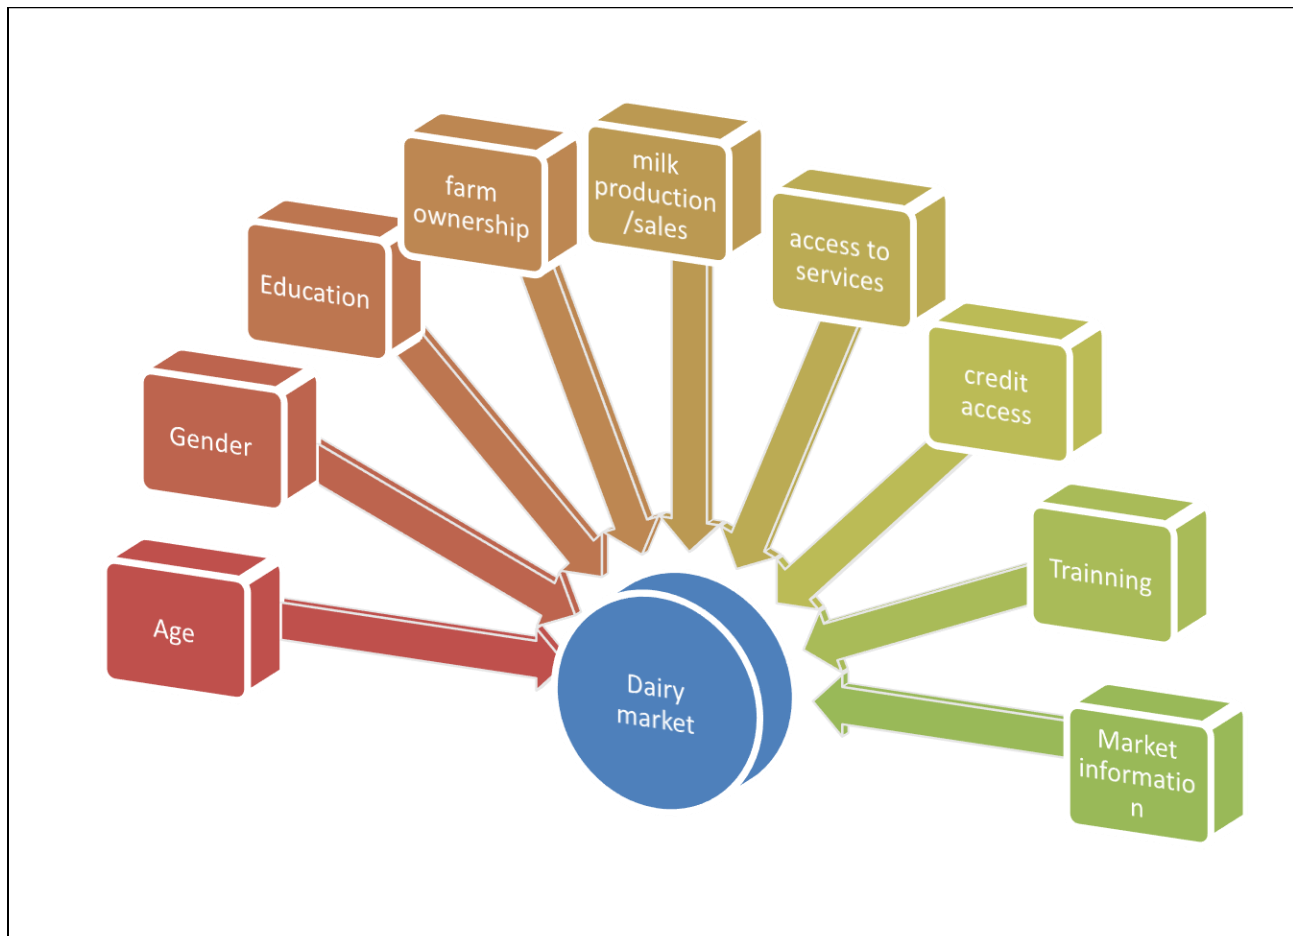 Age
Gender
Education
farm
ownership
milk
production
/sales
access to
services
credit
access
Trainning
Market
informatio
n
Dairy
market